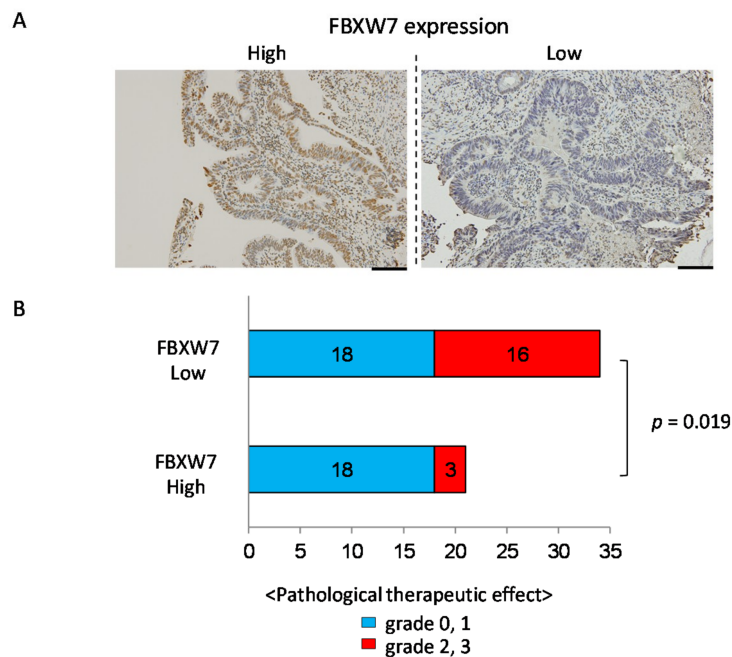 A
FBXW7 expression
High
Low
B
FBXW7
Low
18
16
p = 0.019
FBXW7
High
18
3
0 5 10 15 20 25 30 35
<Pathological therapeutic effect>
grade 0, 1
grade 2, 3